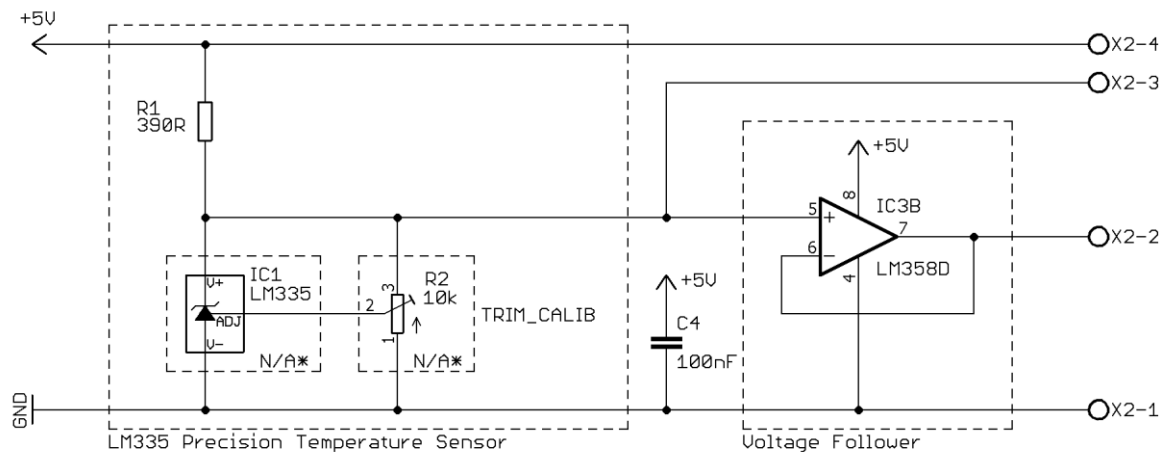 +5V
X2-4
X2-3
R1
390R
+5V
8
5
+
IC3B
7
X2-2
6
-
4
LM358D
IC1
LM335
V+
ADJ
V-
N/A*
R2
10k
3
2
1
N/A*
TRIM_CALIB
+5V
C4
100nF
GND
X2-1
LM335 Precision Temperature Sensor
Voltage Follower